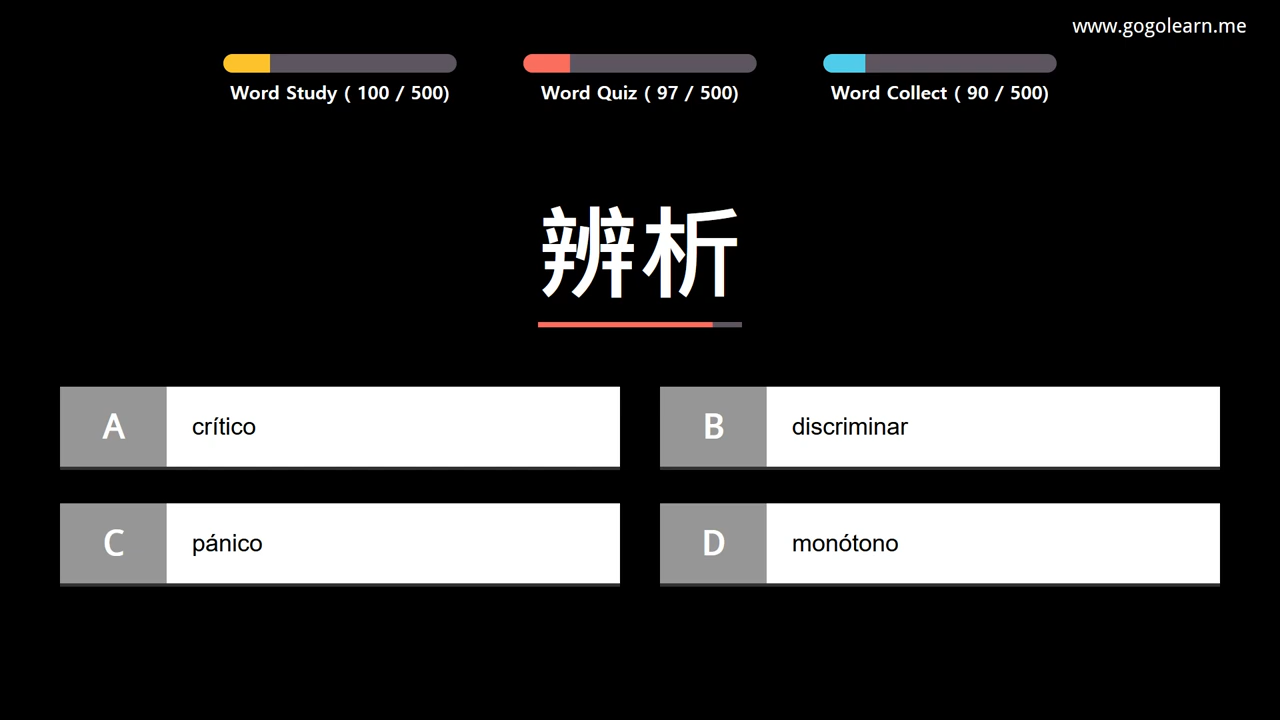 www.gogolearn.me
Word Study ( 100 / 500)
Word Quiz ( 97 / 500)
Word Collect ( 90 / 500)
辨析
A crítico
B discriminar
C pánico
D monótono